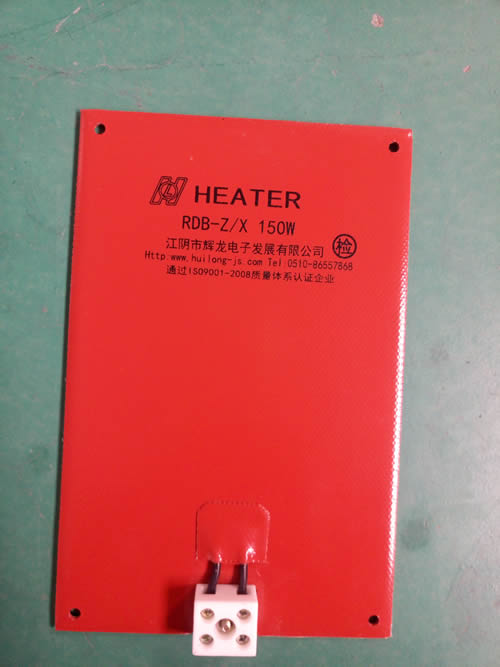 HEATER
RDB-Z/X 150W
江阴市辉龙电子发展有限公司
检
Http:www.huilong-js.com Tel:0510-86557868
通过ISO9001-2008质量体系认证企业